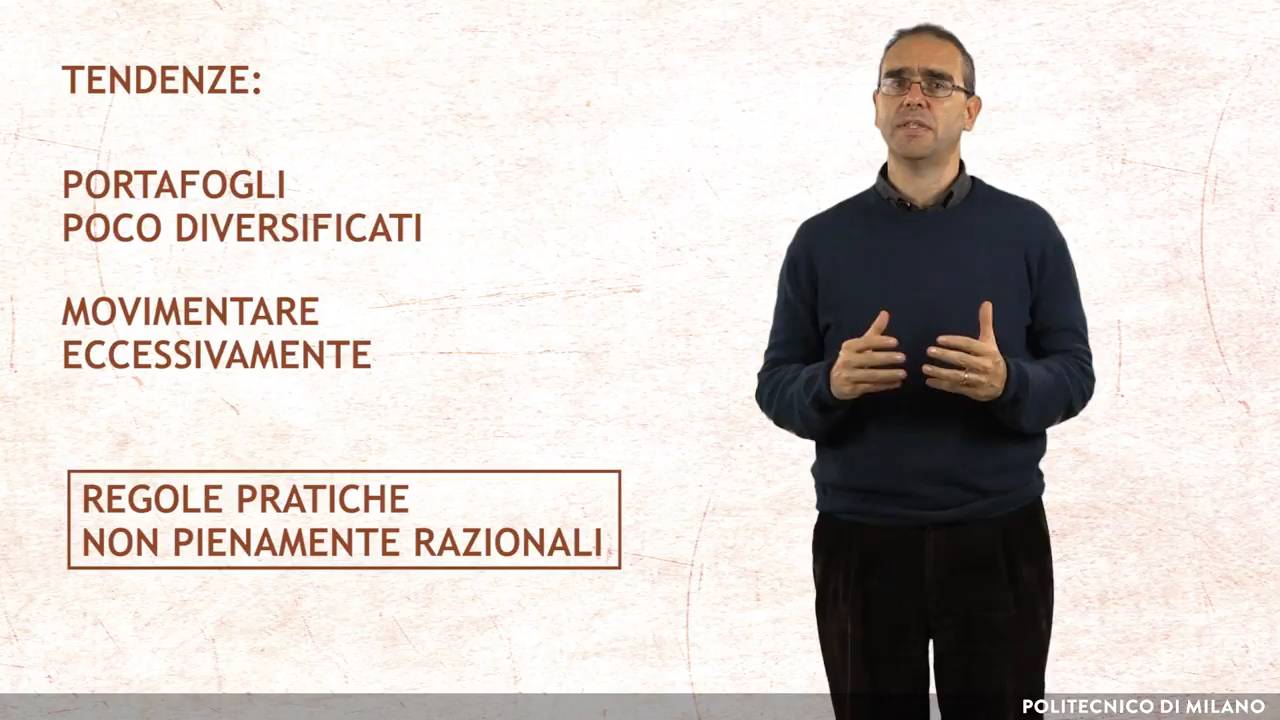 TENDENZE:
PORTAFOGLI
POCO DIVERSIFICATI
MOVIMENTARE
ECCESSIVAMENTE
REGOLE PRATICHE
NON PIENAMENTE RAZIONALI
POLITECNICO DI MILANO